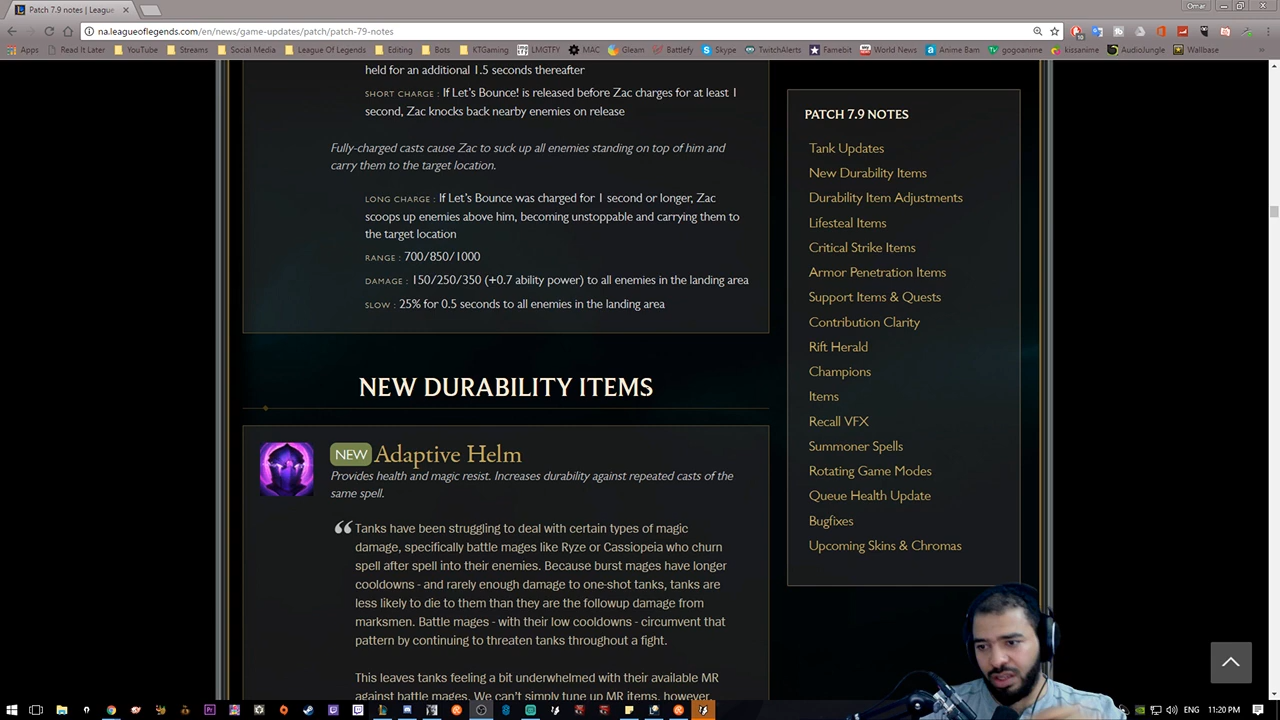 Patch 7.9 notes | League
Omar
na.leagueoflegends.com/en/news/game-updates/patch/patch-79-notes
Apps Read It Later YouTube Streams Social Media League Of Legends Editing Bots KTGaming LMGTFY MAC Gleam Battlefy Skype TwitchAlerts Famebit World News Anime Bam gogoanime kissanime AudioJungle Wallbase
held for an additional 1.5 seconds thereafter
SHORT CHARGE : If Let's Bounce! is released before Zac charges for at least 1
second, Zac knocks back nearby enemies on release
Fully-charged casts cause Zac to suck up all enemies standing on top of him and
carry them to the target location.
LONG CHARGE : If Let's Bounce was charged for 1 second or longer, Zac
scoops up enemies above him, becoming unstoppable and carrying them to
the target location
RANGE : 700/850/1000
DAMAGE : 150/250/350 (+0.7 ability power) to all enemies in the landing area
SLOW : 25% for 0.5 seconds to all enemies in the landing area
NEW DURABILITY ITEMS
NEW Adaptive Helm
Provides health and magic resist. Increases durability against repeated casts of the
same spell.
Tanks have been struggling to deal with certain types of magic
damage, specifically battle mages like Ryze or Cassiopeia who churn
spell after spell into their enemies. Because burst mages have longer
cooldowns - and rarely enough damage to one-shot tanks, tanks are
less likely to die to them than they are the followup damage from
marksmen. Battle mages - with their low cooldowns - circumvent that
pattern by continuing to threaten tanks throughout a fight.
This leaves tanks feeling a bit underwhelmed with their available MR
against battle mages. We can't simply tune up MR items, however,
PATCH 7.9 NOTES
Tank Updates
New Durability Items
Durability Item Adjustments
Lifesteal Items
Critical Strike Items
Armor Penetration Items
Support Items & Quests
Contribution Clarity
Rift Herald
Champions
Items
Recall VFX
Summoner Spells
Rotating Game Modes
Queue Health Update
Bugfixes
Upcoming Skins & Chromas
11:20 PM